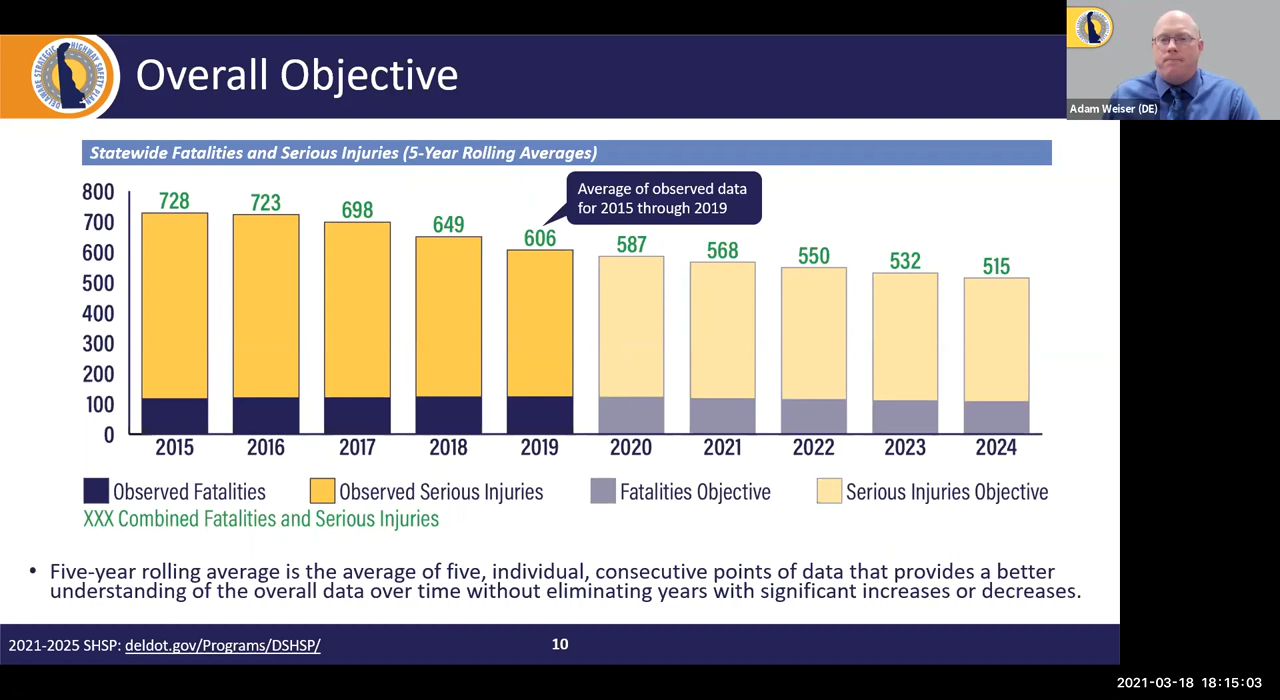 Overall Objective
DELAWARE STRATEGIC HIGHWAY SAFETY PLAN
Adam Weiser (DE)
Statewide Fatalities and Serious Injuries (5-Year Rolling Averages)
Average of observed data
for 2015 through 2019
800
700
600
500
400
300
200
100
0
728
723
698
649
606
587
568
550
532
515
2015
2016
2017
2018
2019
2020
2021
2022
2023
2024
Observed Fatalities
Observed Serious Injuries
Fatalities Objective
Serious Injuries Objective
XXX Combined Fatalities and Serious Injuries
• Five-year rolling average is the average of five, individual, consecutive points of data that provides a better
understanding of the overall data over time without eliminating years with significant increases or decreases.
2021-2025 SHSP: deldot.gov/Programs/DSHSP/
10
2021-03-18 18:15:03